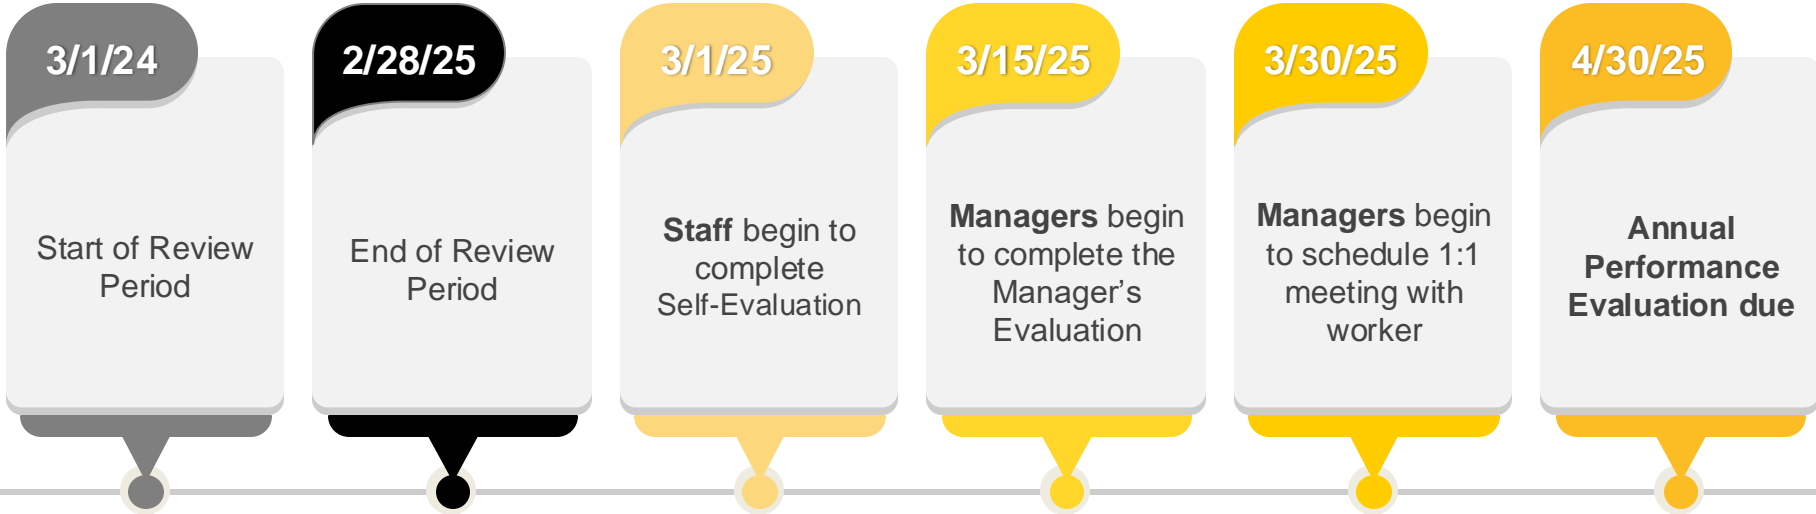 3/1/24
Start of Review
Period
2/28/25
End of Review
Period
3/1/25
Staff begin to
complete
Self-Evaluation
3/15/25
Managers begin
to complete the
Manager’s
Evaluation
3/30/25
Managers begin
to schedule 1:1
meeting with
worker
4/30/25
Annual
Performance
Evaluation due